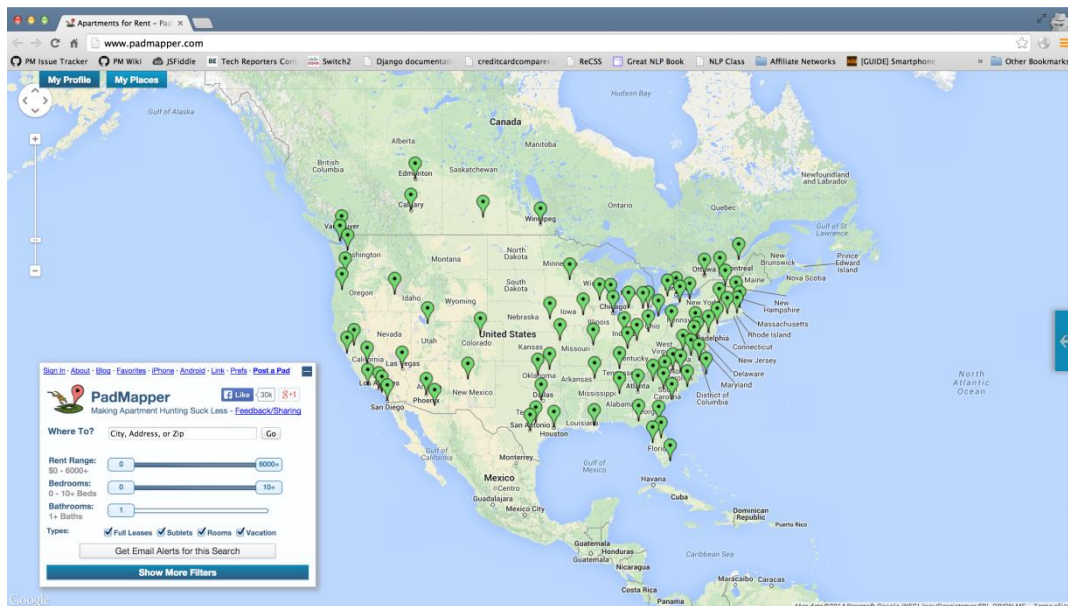 Apartments for Rent – Pad
www.padmapper.com
PM Issue Tracker PM Wiki JSFiddle Tech Reporters Switch2 Django creditcardcomparer ReCSS Great NLP Book NLP Class Affiliate Networks [GUIDE] Smartphone » Other Bookmarks
My Profile My Places
Hudson Bay
Gulf of Alaska
Canada
Alberta
Manitoba
British Columbia
Edmonton
Saskatchewan
Newfoundland and Labrador
Calgary
Ontario
Quebec
Winnipeg
Gulf of St Lawrence
North Dakota
Montana
Ottawa
Montreal
New Brunswick
Prince Edward Island
Maine
Nova Scotia
South Dakota
Oregon
Idaho
Wyoming
Chicago
New York
New Hampshire
Iowa
Nebraska
Massachusetts
Illinois
Rhode Island
Nevada
United States
Utah
Colorado
Kansas
Missouri
West Virginia
Connecticut
New Jersey
California
Las Vegas
Kentucky
Delaware
Maryland
Oklahoma
Arkansas
Atlanta
District of Columbia
North Atlantic Ocean
Phoenix
New Mexico
Dallas
Mississippi
San Diego
Alabama
San Antonio
Houston
Louisiana
Gulf of California
Monterrey
Gulf of Mexico
Mexico
Havana
Centro
Cuba
Guadalajara
Mexico City
Dominican Republic
Puerto Rico
Guatemala
Honduras
Guatemala
Caribbean Sea
Nicaragua
Maracaibo
Caracas
Costa Rica
Panama
Sign In - About - Blog - Favorites - iPhone - Android - Link - Prefs - Post a Pad
PadMapper
Like 30k +1
Making Apartment Hunting Suck Less - Feedback/Sharing
Where To? City, Address, or Zip Go
Rent Range: 0 6000+
$0 - 6000+
Bedrooms: 0 10+
0 - 10+ Beds
Bathrooms: 1
1+ Baths
Types: Full Leases Sublets Rooms Vacation
Get Email Alerts for this Search
Show More Filters
Google